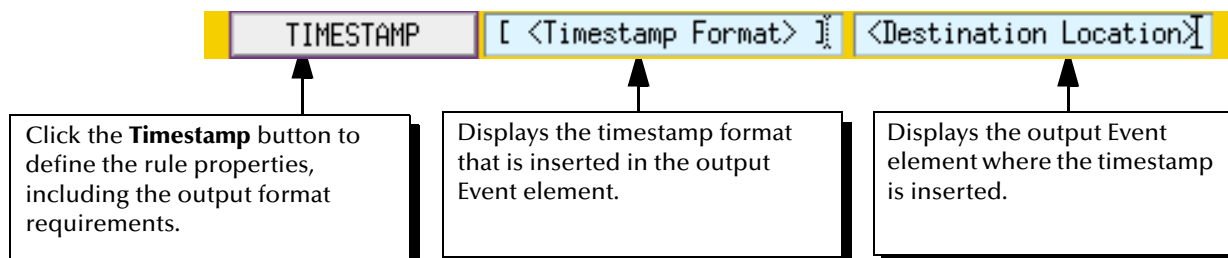 TIMESTAMP [ <Timestamp Format> ] <Destination Location>
Click the Timestamp button to
define the rule properties,
including the output format
requirements.
Displays the timestamp format
that is inserted in the output
Event element.
Displays the output Event
element where the timestamp
is inserted.